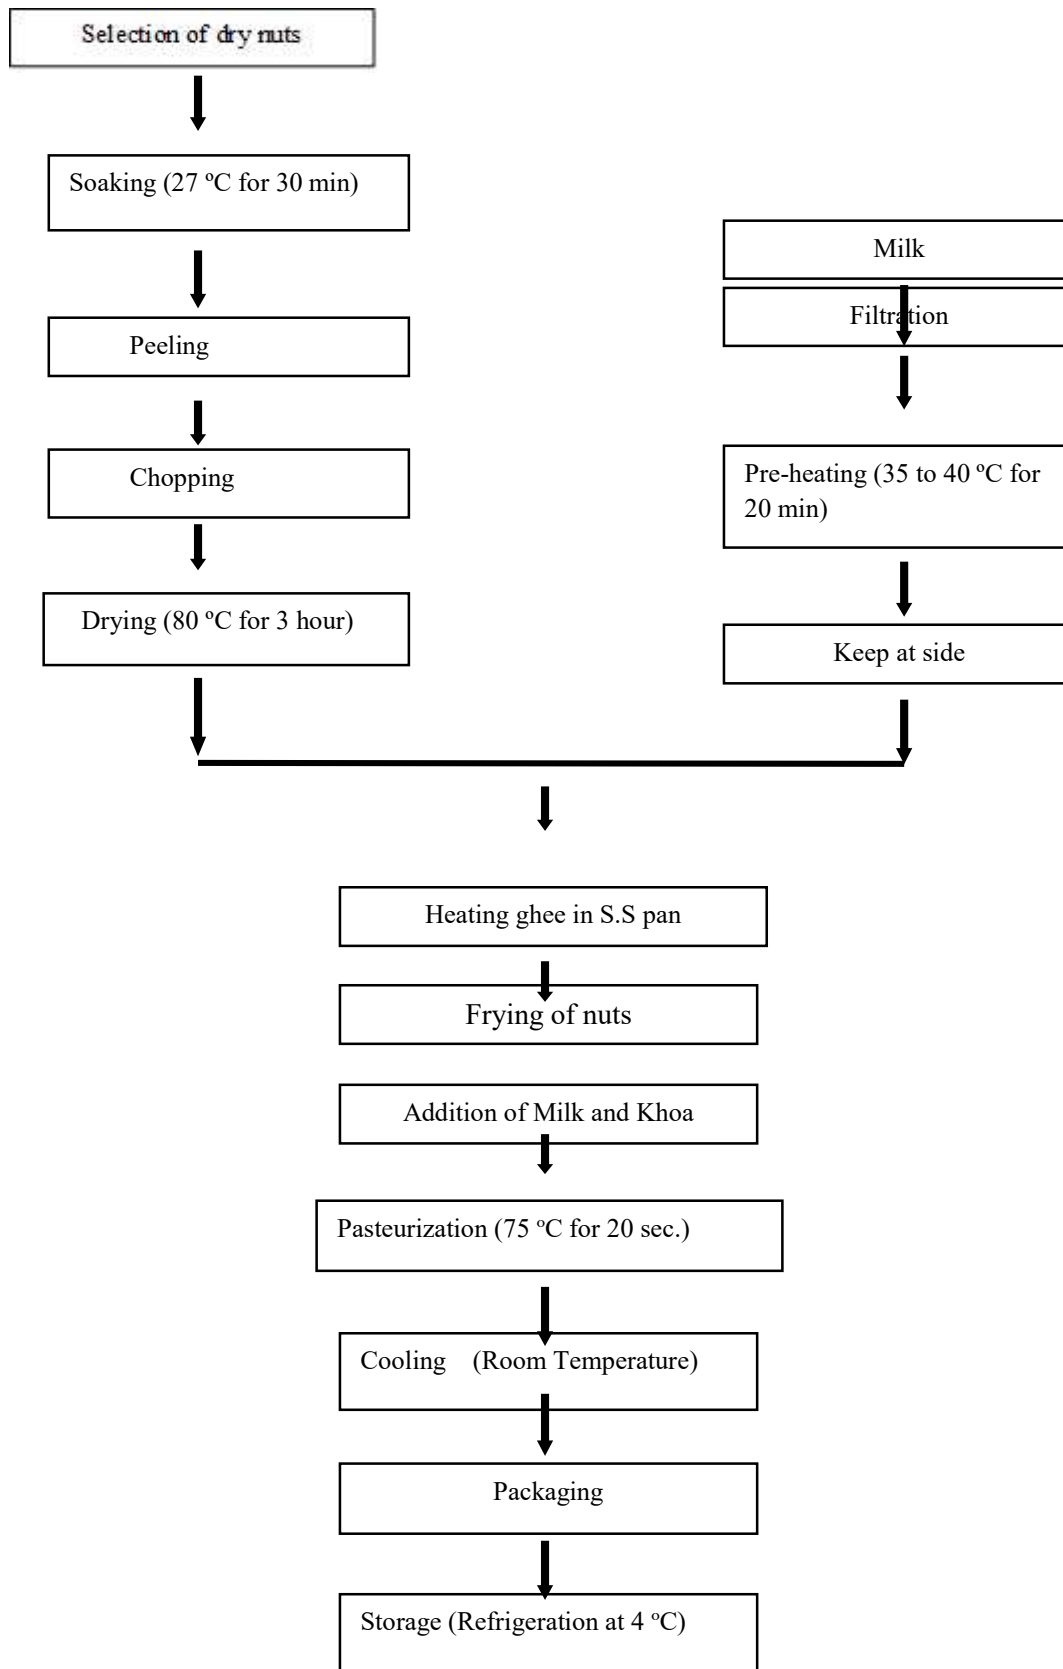 Selection of dry nuts
Soaking (27 ºC for 30 min)
Peeling
Chopping
Drying (80 ºC for 3 hour)
Milk
Filtration
Pre-heating (35 to 40 ºC for
20 min)
Keep at side
Heating ghee in S.S pan
Frying of nuts
Addition of Milk and Khoa
Pasteurization (75 ºC for 20 sec.)
Cooling (Room Temperature)
Packaging
Storage (Refrigeration at 4 ºC)